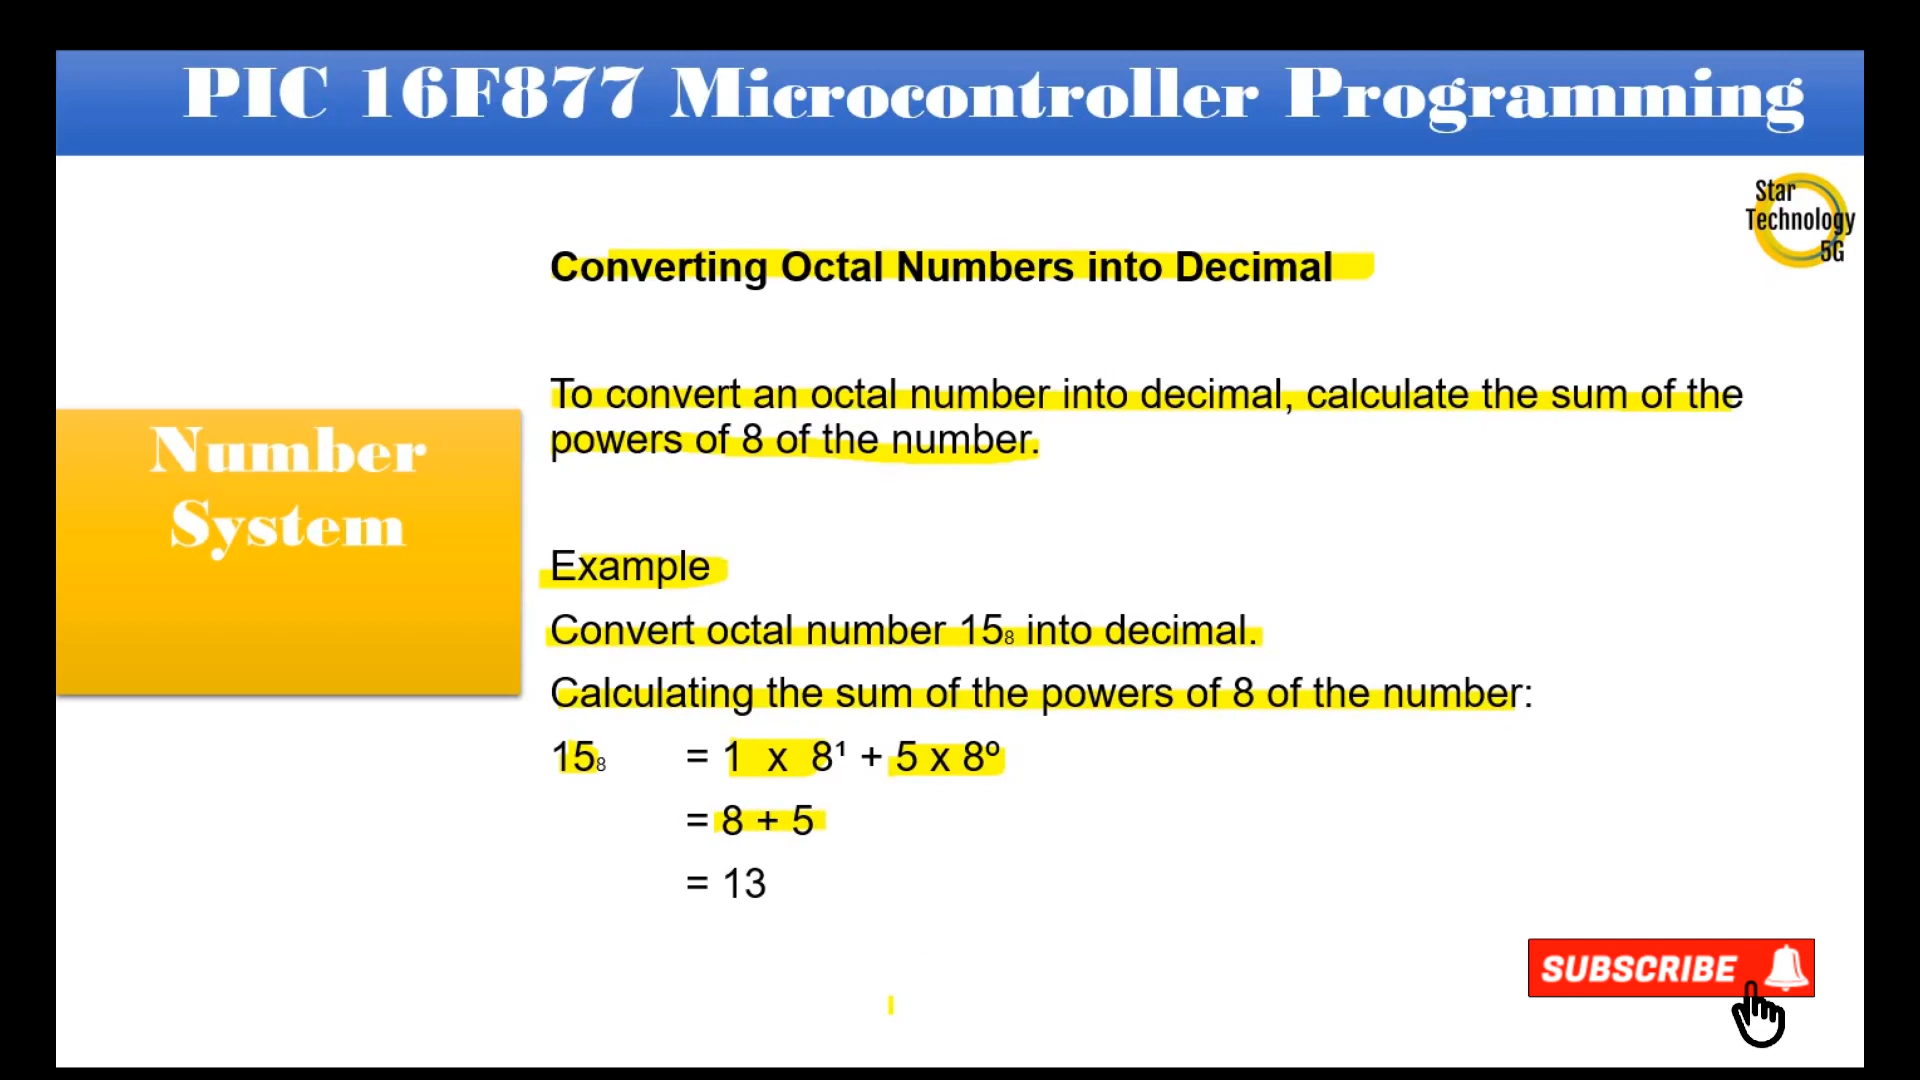 PIC 16F877 Microcontroller Programming
Star
Technology
5G
Converting Octal Numbers into Decimal
To convert an octal number into decimal, calculate the sum of the
powers of 8 of the number.
Number
System
Example
Convert octal number 15₈ into decimal.
Calculating the sum of the powers of 8 of the number:
15₈ = 1 x 8¹ + 5 x 8º
= 8 + 5
= 13
SUBSCRIBE